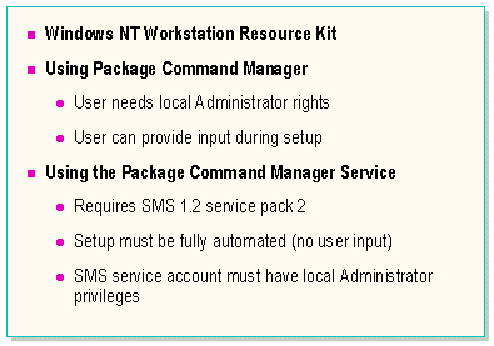 Windows NT Workstation Resource Kit
Using Package Command Manager
User needs local Administrator rights
User can provide input during setup
Using the Package Command Manager Service
Requires SMS 1.2 service pack 2
Setup must be fully automated (no user input)
SMS service account must have local Administrator
privileges